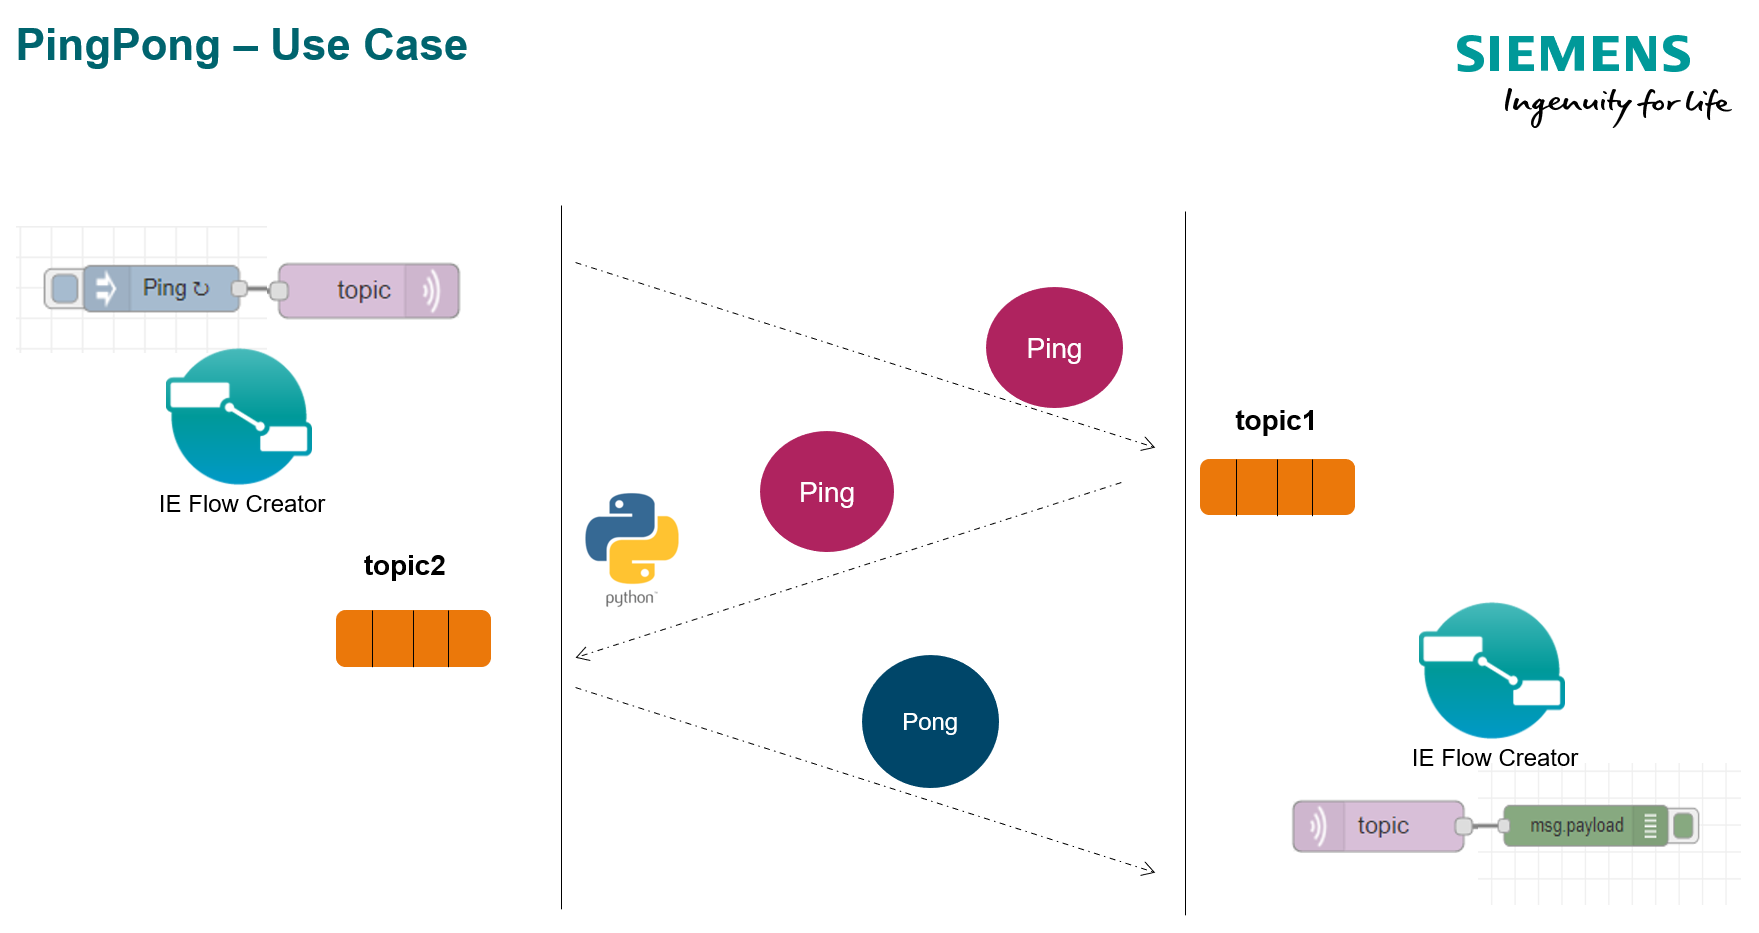 PingPong – Use Case
SIEMENS
Ingenuity for life
Ping ↻
topic
Ping
topic1
IE Flow Creator
Ping
python™
topic2
Pong
IE Flow Creator
topic
msg.payload